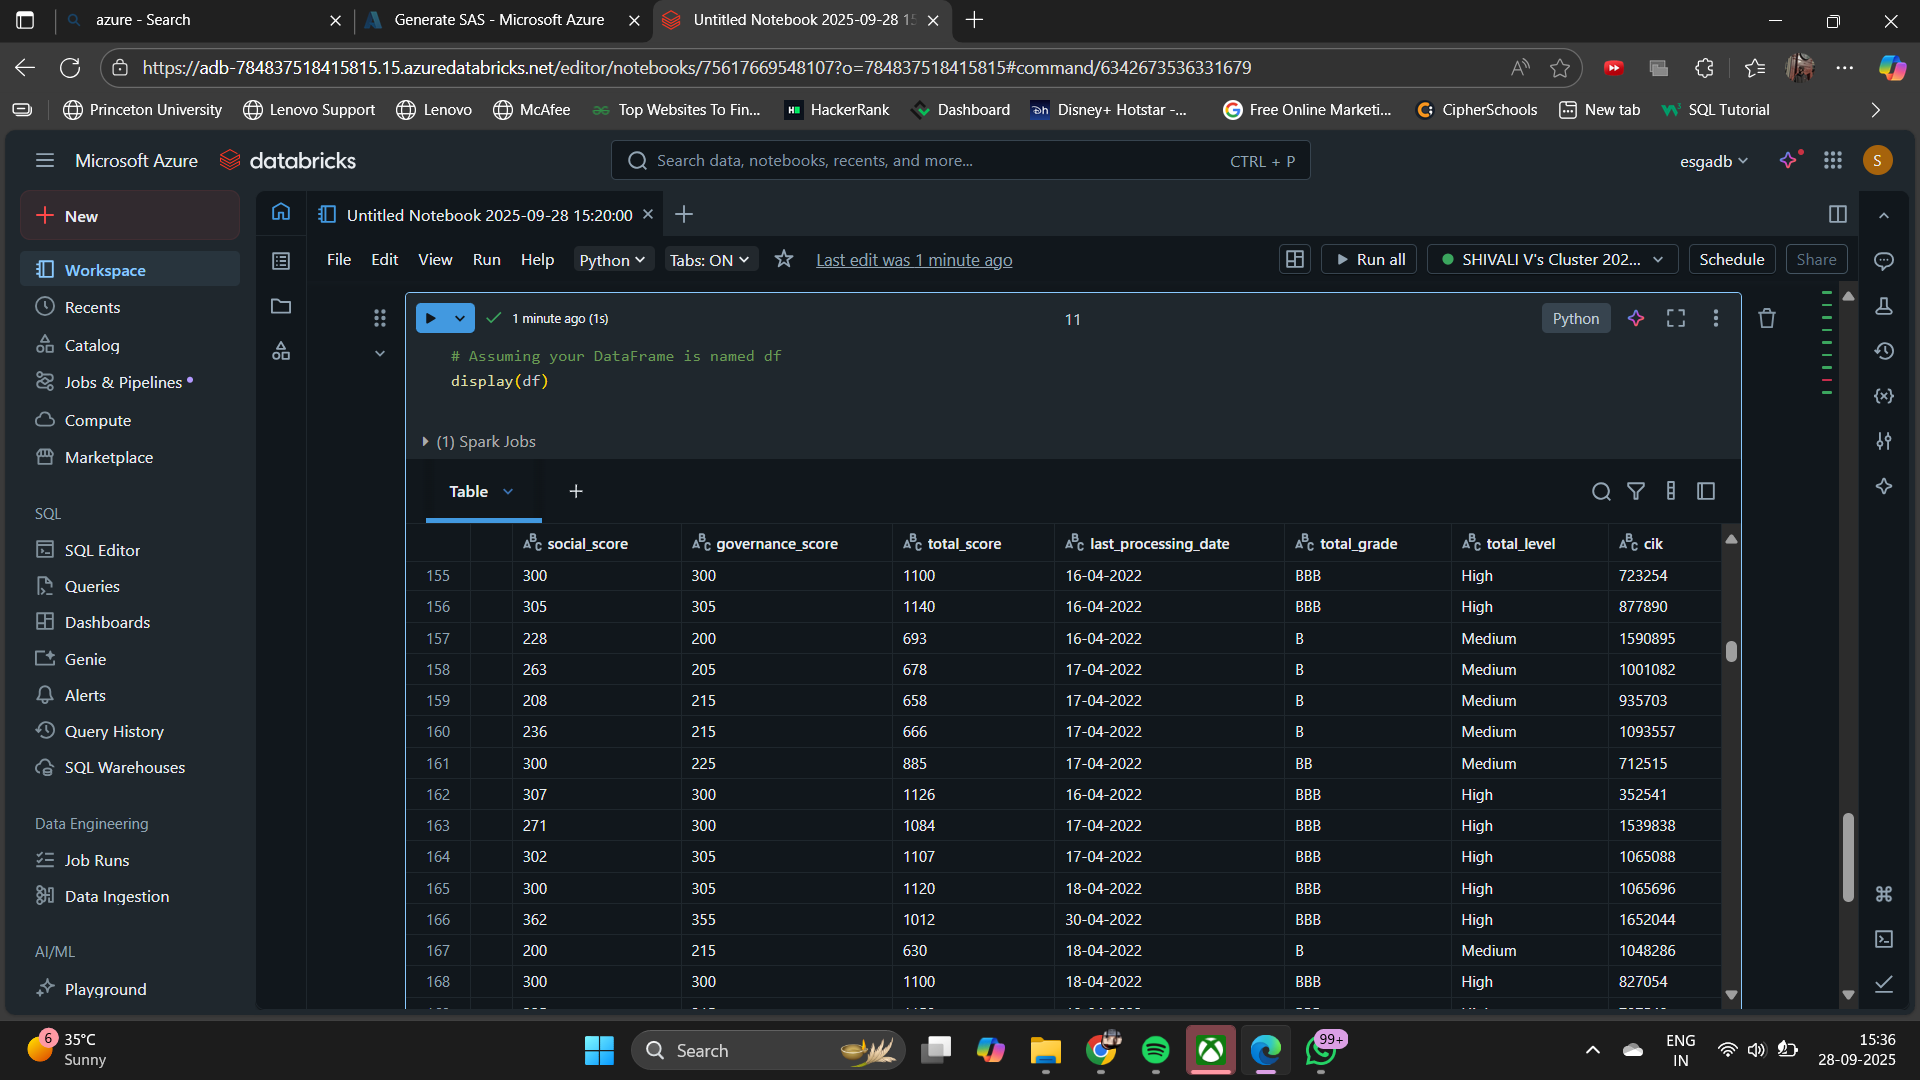 azure - Search
Generate SAS - Microsoft Azure
Untitled Notebook 2025-09-28 15
https://adb-784837518415815.15.azuredatabricks.net/editor/notebooks/75617669548107?o=784837518415815#command/6342673536331679
Princeton University
Lenovo Support
Lenovo
McAfee
Top Websites To Fin...
HackerRank
Dashboard
Disney+ Hotstar -...
Free Online Marketi...
CipherSchools
New tab
SQL Tutorial
Microsoft Azure
databricks
Search data, notebooks, recents, and more...
CTRL + P
esgadb
S
New
Untitled Notebook 2025-09-28 15:20:00
File Edit View Run Help Python Tabs: ON Last edit was 1 minute ago
Run all
SHIVALI V's Cluster 202...
Schedule
Share
Workspace
Recents
Catalog
Jobs & Pipelines
Compute
Marketplace
SQL
SQL Editor
Queries
Dashboards
Genie
Alerts
Query History
SQL Warehouses
Data Engineering
Job Runs
Data Ingestion
AI/ML
Playground
1 minute ago (1s)
11
Python
# Assuming your DataFrame is named df
display(df)
(1) Spark Jobs
Table
social_score governance_score total_score last_processing_date total_grade total_level cik
155 300 300 1100 16-04-2022 BBB High 723254
156 305 305 1140 16-04-2022 BBB High 877890
157 228 200 693 16-04-2022 B Medium 1590895
158 263 205 678 17-04-2022 B Medium 1001082
159 208 215 658 17-04-2022 B Medium 935703
160 236 215 666 17-04-2022 B Medium 1093557
161 300 225 885 17-04-2022 BB Medium 712515
162 307 300 1126 16-04-2022 BBB High 352541
163 271 300 1084 17-04-2022 BBB High 1539838
164 302 305 1107 17-04-2022 BBB High 1065088
165 300 305 1120 18-04-2022 BBB High 1065696
166 362 355 1012 30-04-2022 BBB High 1652044
167 200 215 630 18-04-2022 B Medium 1048286
168 300 300 1100 18-04-2022 BBB High 827054
6
35°C
Sunny
Search
99+
ENG
IN
15:36
28-09-2025